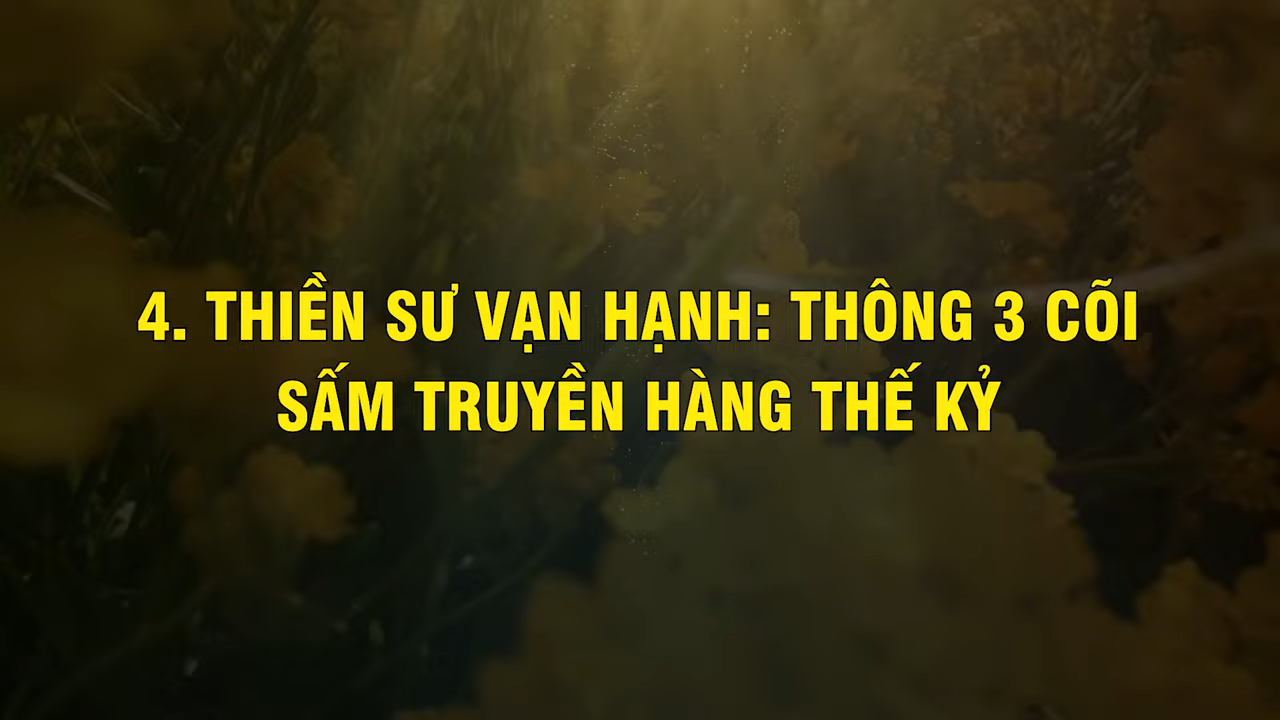 4. THIỀN SƯ VẠN HẠNH: THÔNG 3 CÕI
SẤM TRUYỀN HÀNG THẾ KỶ